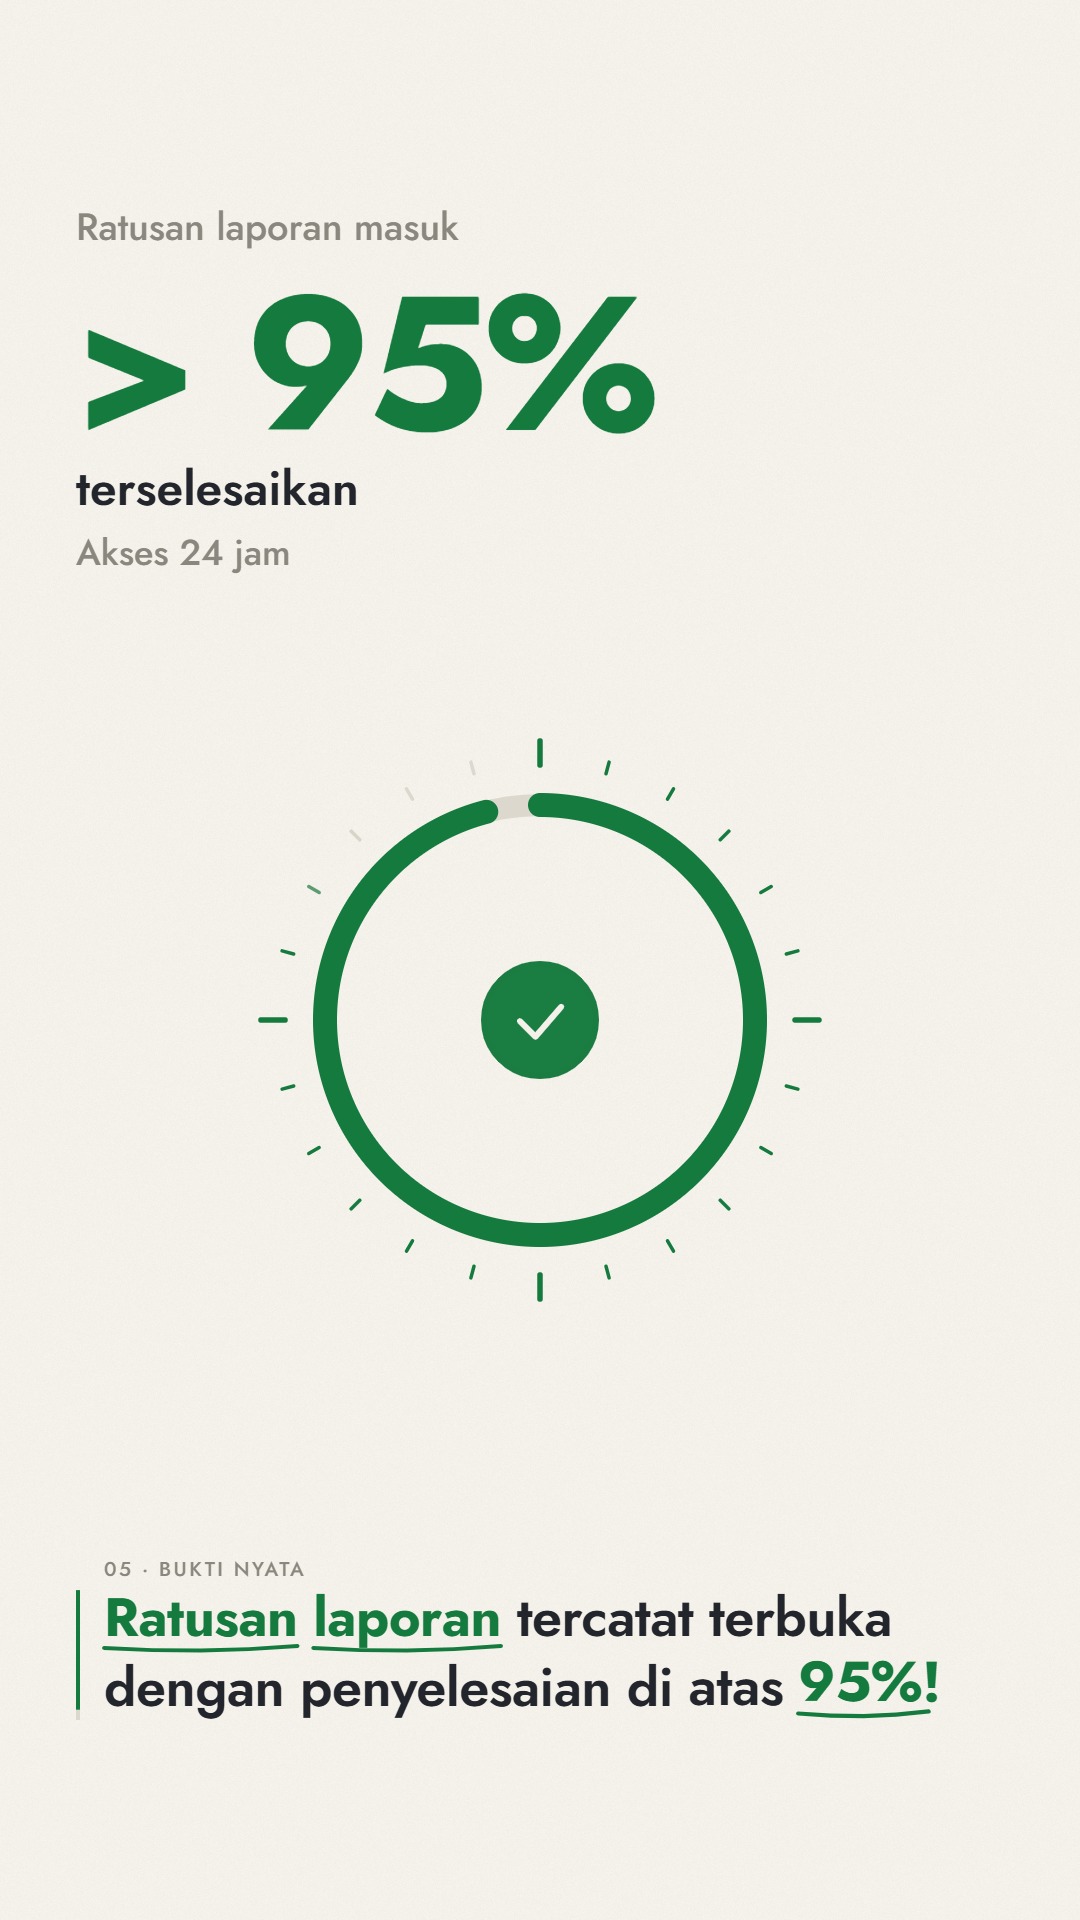 Ratusan laporan masuk
> 95%
terselesaikan
Akses 24 jam
05 · BUKTI NYATA
Ratusan laporan tercatat terbuka
dengan penyelesaian di atas 95%!